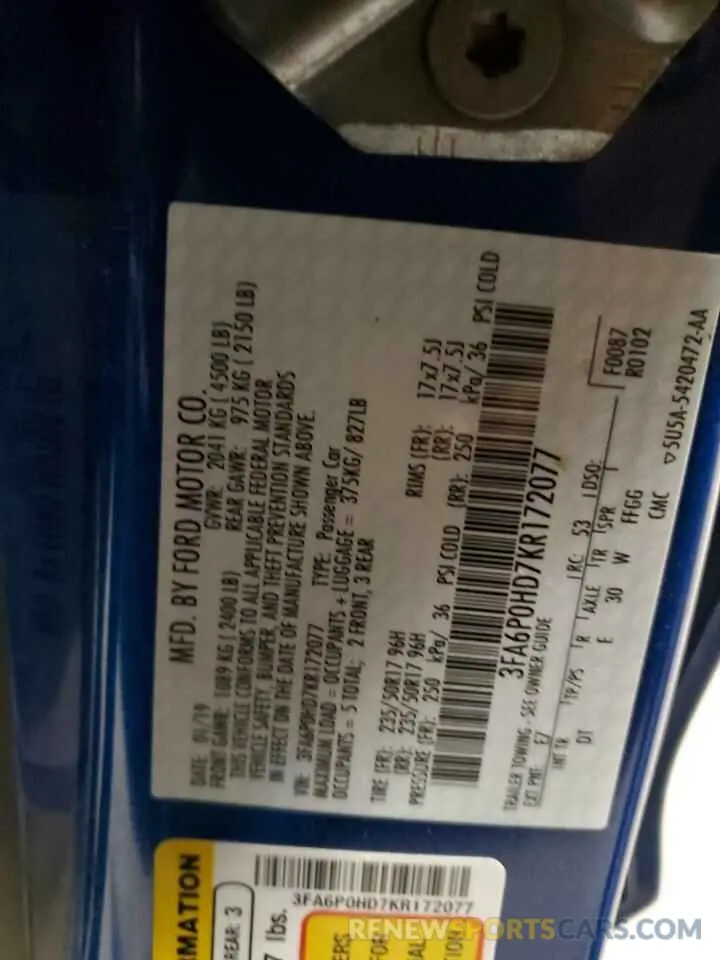 MFD. BY FORD MOTOR CO.
DATE: 01/19 GVWR: 2041 KG ( 4500 LB)
FRONT GAWR: 1089 KG ( 2400 LB) REAR GAWR: 975 KG ( 2150 LB)
THIS VEHICLE CONFORMS TO ALL APPLICABLE FEDERAL MOTOR
VEHICLE SAFETY, BUMPER, AND THEFT PREVENTION STANDARDS
IN EFFECT ON THE DATE OF MANUFACTURE SHOWN ABOVE.
VIN: 3FA6P0HD7KR172077 TYPE: Passenger Car
MAXIMUM LOAD = OCCUPANTS + LUGGAGE = 375KG/ 827LB
OCCUPANTS = 5 TOTAL; 2 FRONT, 3 REAR
TIRE (FR): 235/50R17 96H RIMS (FR): 17x7.5J
(RR): 235/50R17 96H (RR): 17x7.5J
PRESSURE (FR): 250 kPa/ 36 PSI COLD (RR): 250 kPa/ 36 PSI COLD
3FA6P0HD7KR172077
TRAILER TOWING - SEE OWNER GUIDE
EXT PNT: E7 RC: 53 DSO: F0087
INT TR TP/PS R AXLE TR SPR R0102
DT E 30 W FFGG
CMC
5U5A-5420472-AA
3FA6P0HD7KR172077
RMATION
REAR: 3
7 lbs.
RENEWSPORTSCARS.COM